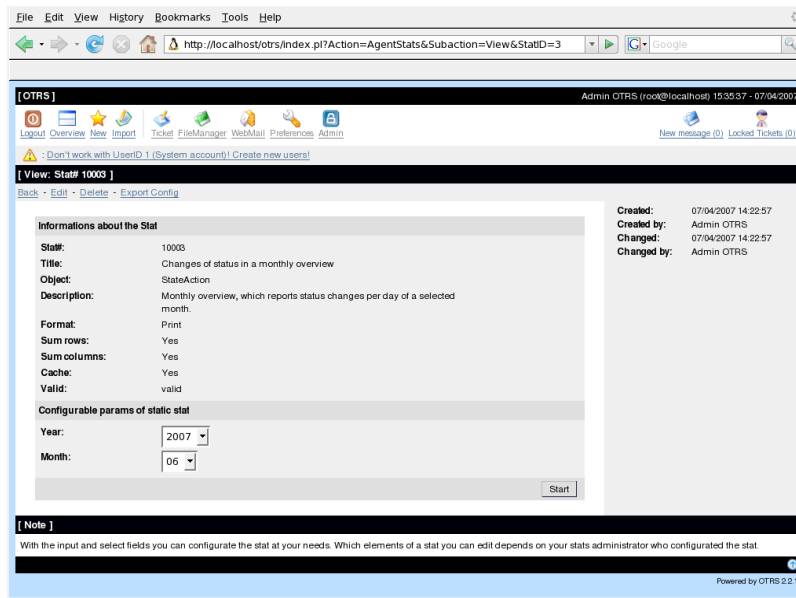 File Edit View History Bookmarks Tools Help
http://localhost/otrs/index.pl?Action=AgentStats&Subaction=View&StatID=3
Google
[ OTRS ] Admin OTRS (root@localhost) 15:35:37 - 07/04/2007
Logout Overview New Import Ticket FileManager WebMail Preferences Admin New message (0) Locked Tickets (0)
: Don't work with UserID 1 (System account)! Create new users!
[ View: Stat# 10003 ]
Back - Edit - Delete - Export Config
Informations about the Stat
Stat#: 10003
Title: Changes of status in a monthly overview
Object: StateAction
Description: Monthly overview, which reports status changes per day of a selected
month.
Format: Print
Sum rows: Yes
Sum columns: Yes
Cache: Yes
Valid: valid
Configurable params of static stat
Year: 2007
Month: 06
Start
Created: 07/04/2007 14:22:57
Created by: Admin OTRS
Changed: 07/04/2007 14:22:57
Changed by: Admin OTRS
[ Note ]
With the input and select fields you can configurate the stat at your needs. Which elements of a stat you can edit depends on your stats administrator who configurated the stat.
Powered by OTRS 2.2.1